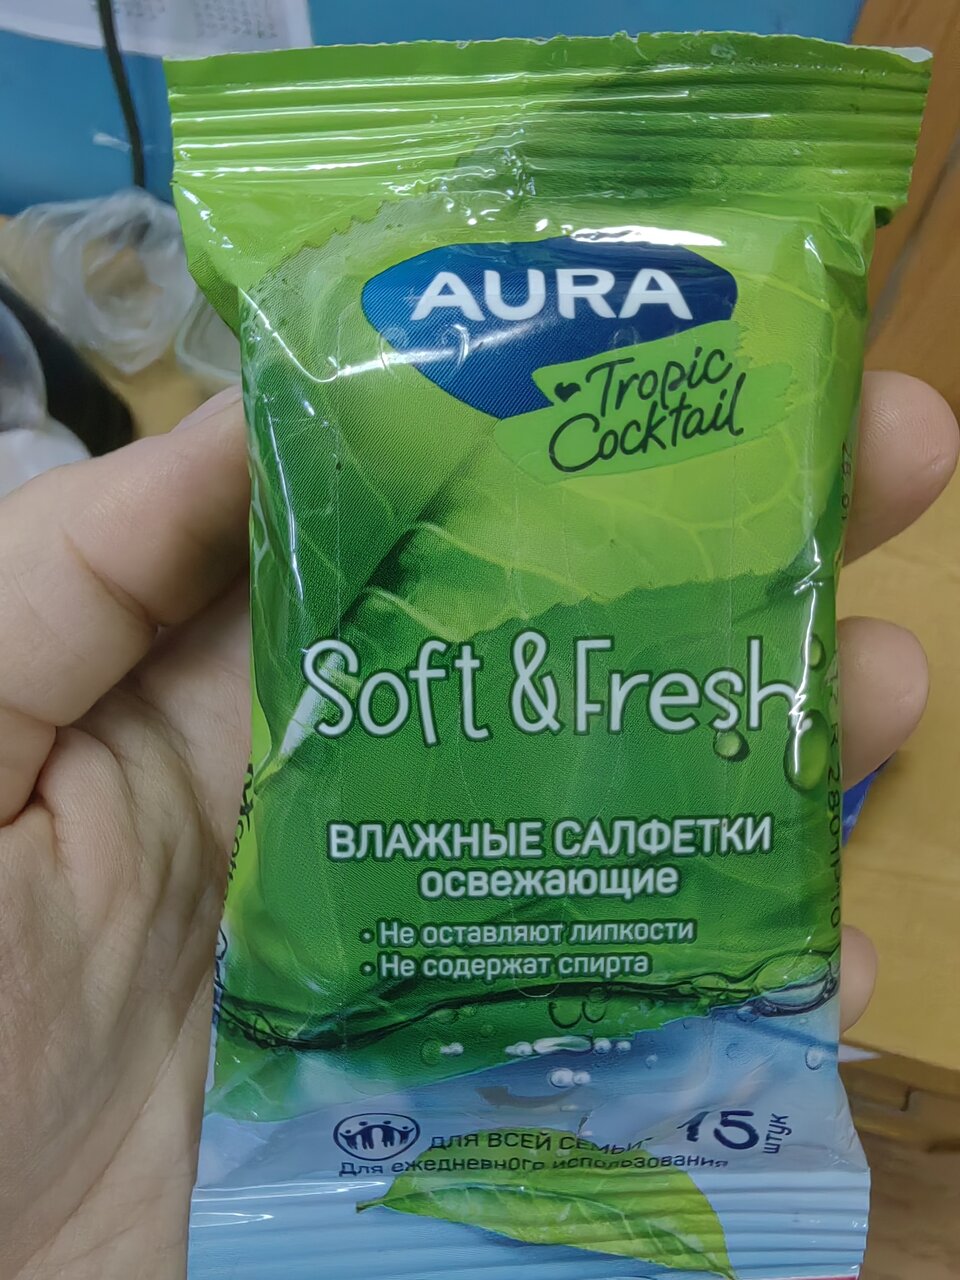 AURA
Tropic
Cocktail
Soft & Fresh
ВЛАЖНЫЕ САЛФЕТКИ
освежающие
• Не оставляют липкости
• Не содержат спирта
ДЛЯ ВСЕЙ СЕМЬИ
Для ежедневного использования
15
штук